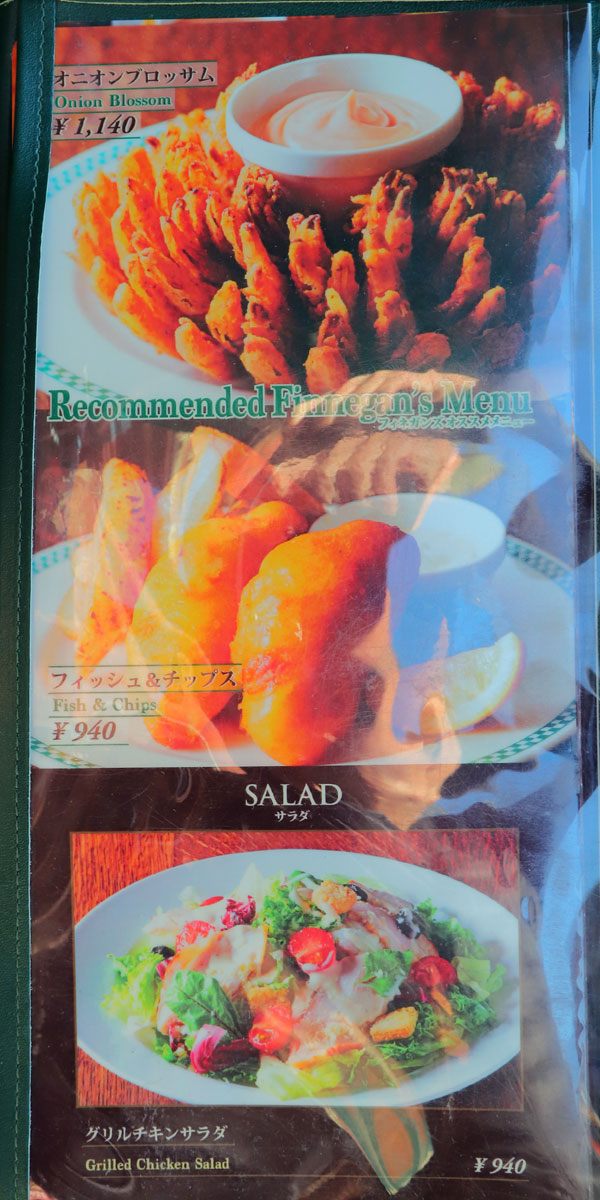 オニオンブロッサム
Onion Blossom
¥ 1,140
Recommended Finnegan's Menu
フィネガンズ・オススメメニュー
フィッシュ&チップス
Fish & Chips
¥ 940
SALAD
サラダ
グリルチキンサラダ
Grilled Chicken Salad
¥ 940